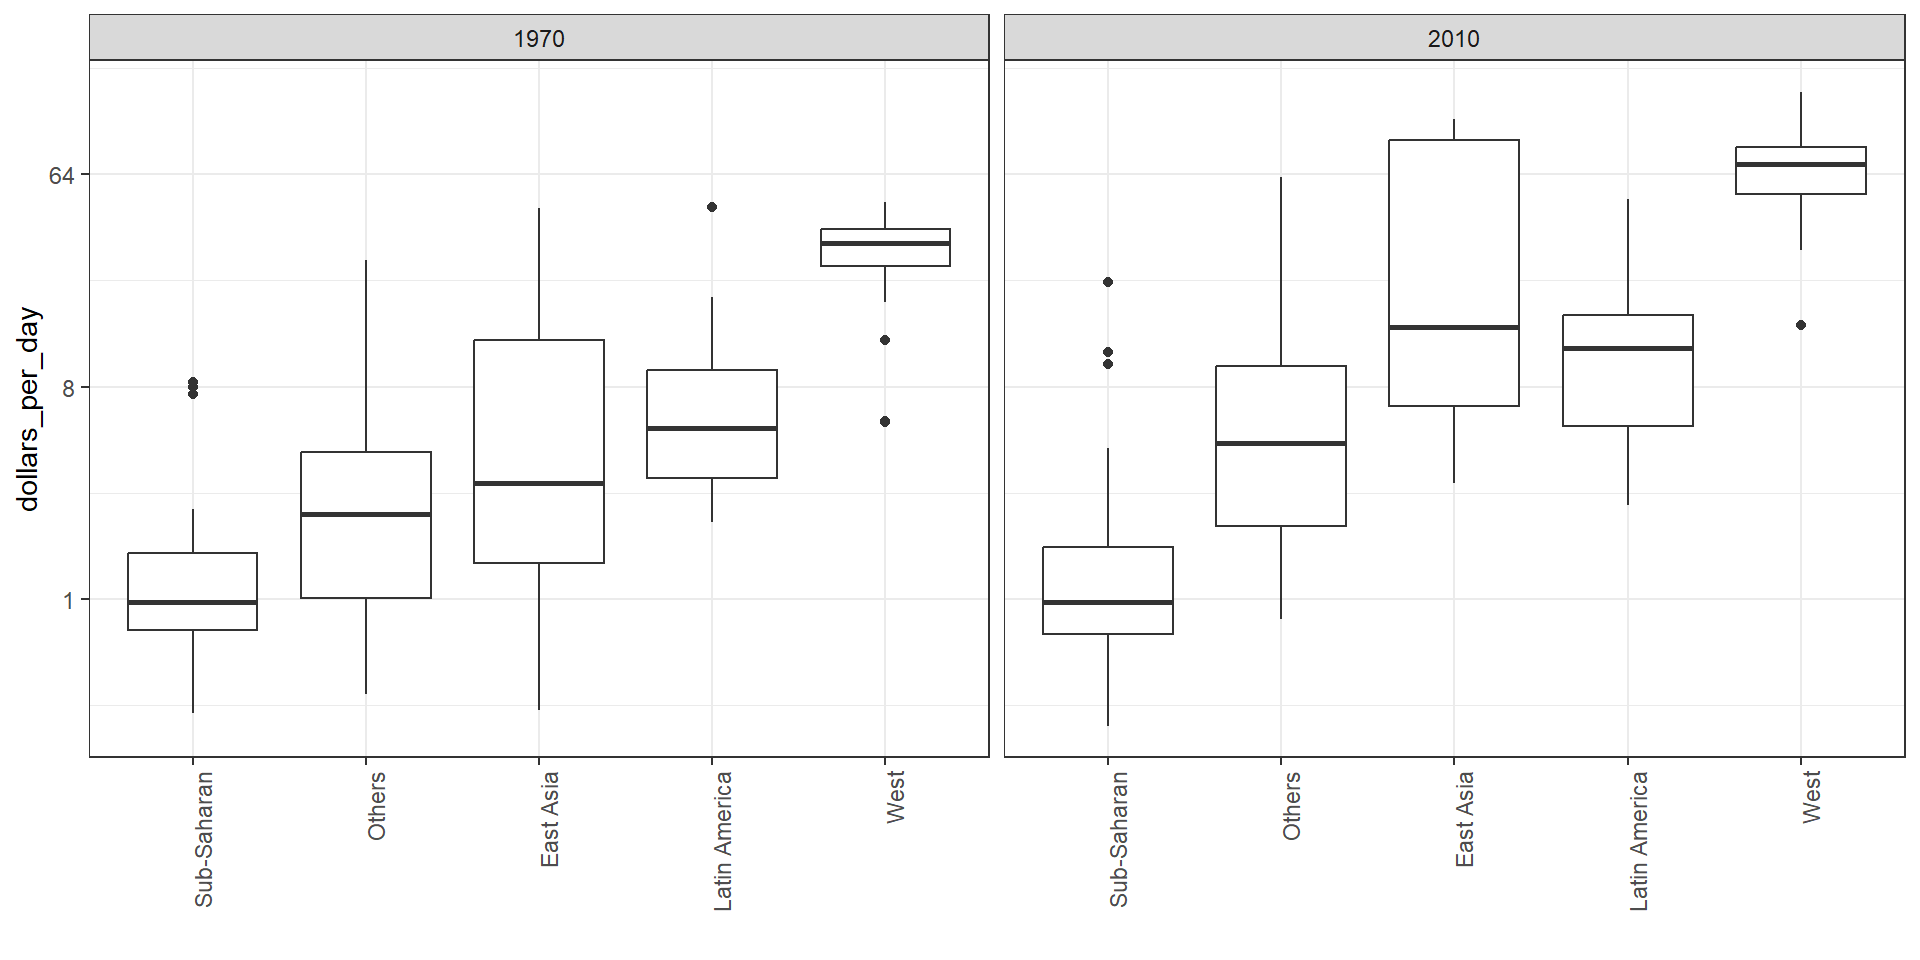 1970
2010
dollars_per_day
64
8
1
Sub-Saharan
Others
East Asia
Latin America
West
Sub-Saharan
Others
East Asia
Latin America
West